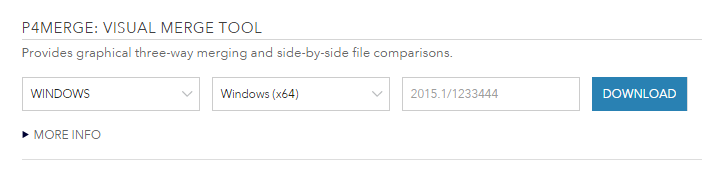 P4MERGE: VISUAL MERGE TOOL
Provides graphical three-way merging and side-by-side file comparisons.
WINDOWS Windows (x64) 2015.1/1233444 DOWNLOAD
MORE INFO